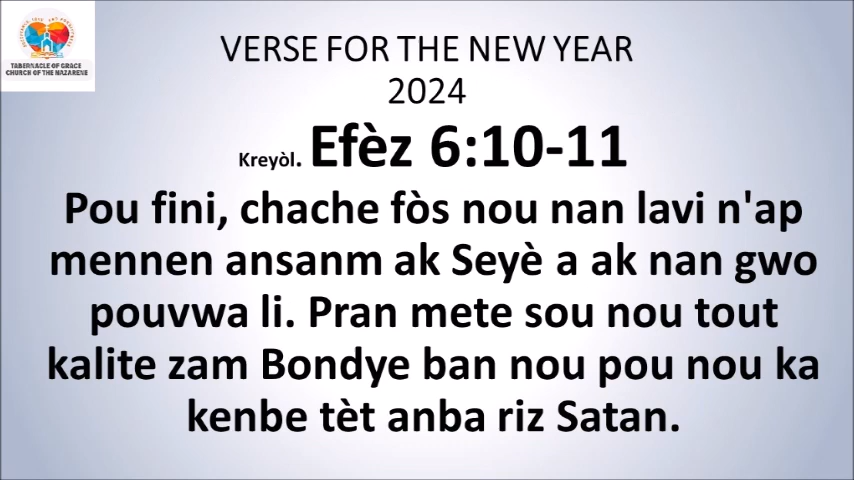 TABERNACLE OF GRACE
CHURCH OF THE NAZARENE
VERSE FOR THE NEW YEAR
2024
Kreyòl. Efèz 6:10-11
Pou fini, chache fòs nou nan lavi n'ap
mennen ansanm ak Seyè a ak nan gwo
pouvwa li. Pran mete sou nou tout
kalite zam Bondye ban nou pou nou ka
kenbe tèt anba riz Satan.